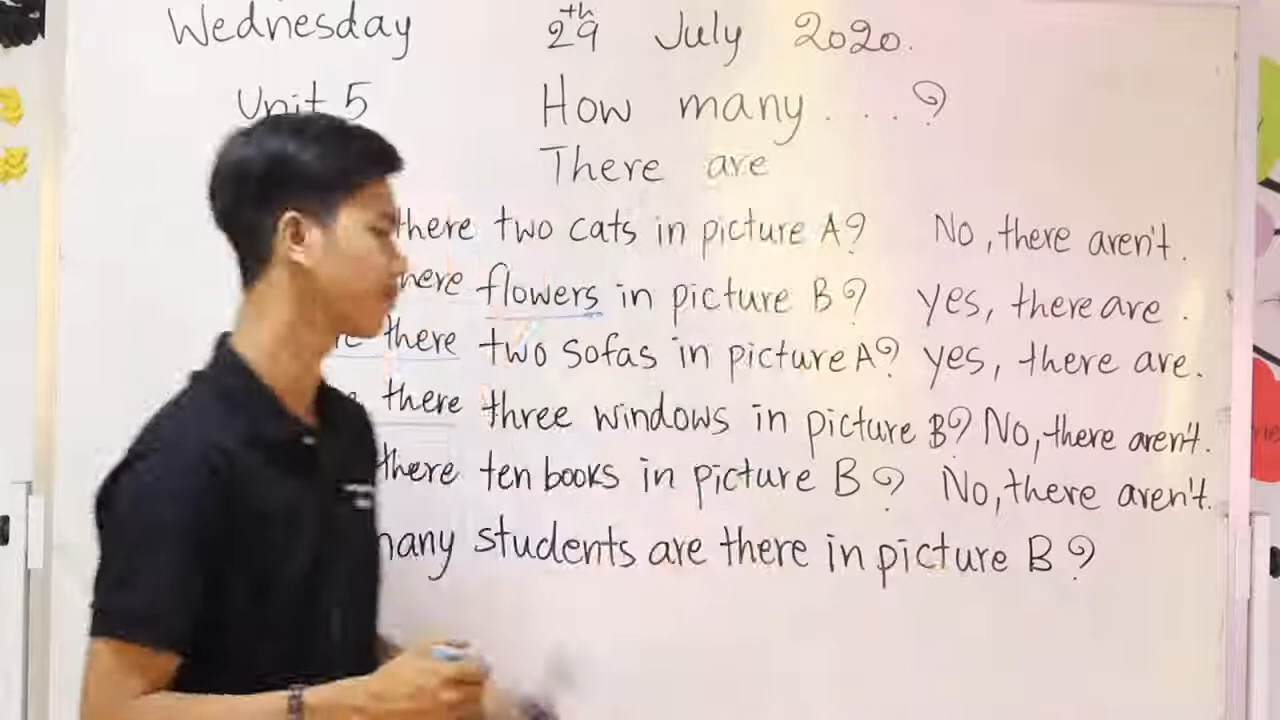 Wednesday 29th July 2020.
Unit 5 How many ...?
There are
there two cats in picture A? No, there aren't.
here flowers in picture B? yes, there are.
there two sofas in picture A? yes, there are.
there three windows in picture B? No, there aren't.
there ten books in picture B? No, there aren't.
many students are there in picture B?